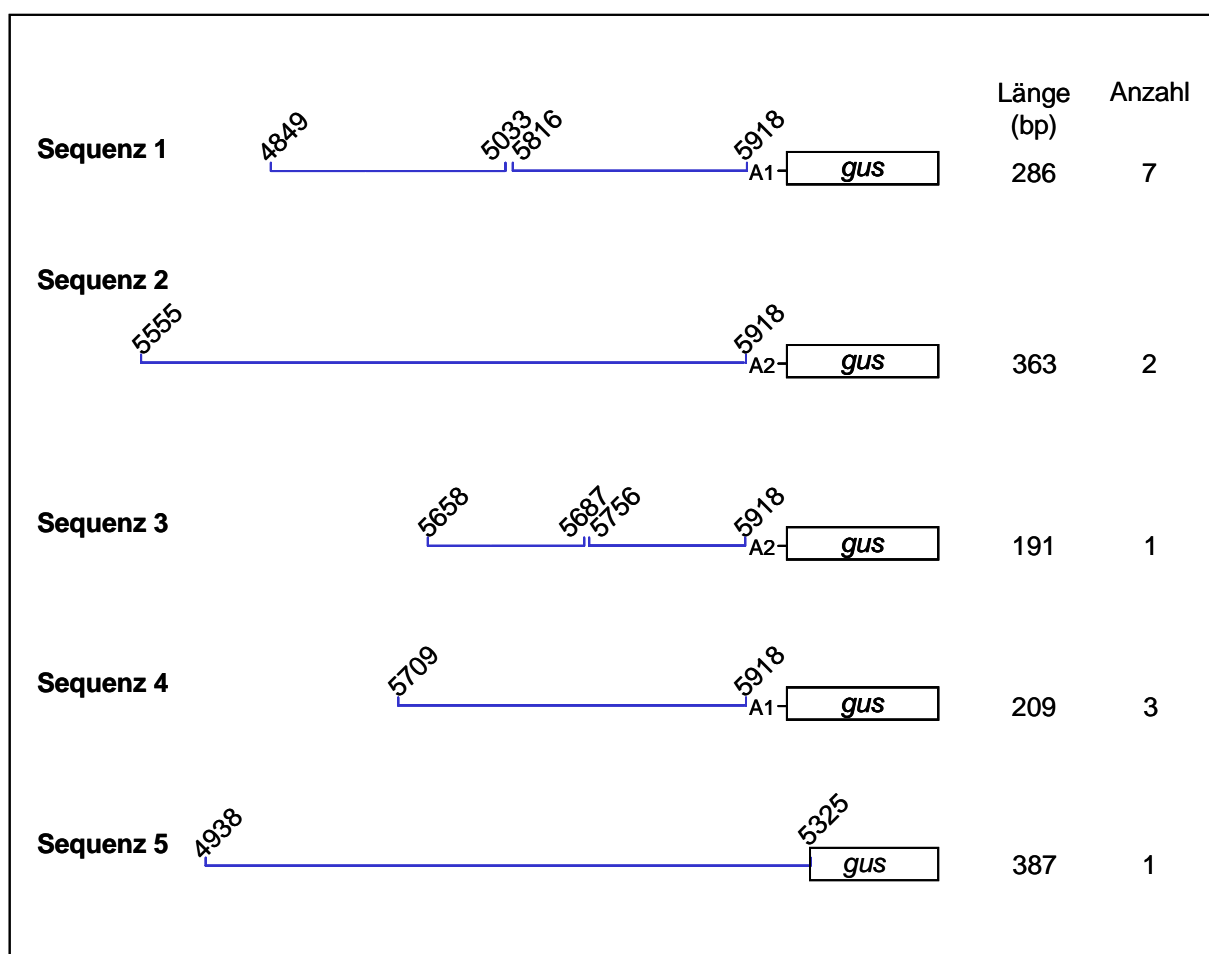 Länge Anzahl
(bp)
Sequenz 1 4849 5033 5816 5918 A1 gus 286 7
Sequenz 2
5555 5918 A2 gus 363 2
Sequenz 3 5658 5687 5756 5918 A2 gus 191 1
Sequenz 4 5709 5918 A1 gus 209 3
Sequenz 5 4938 5325 gus 387 1